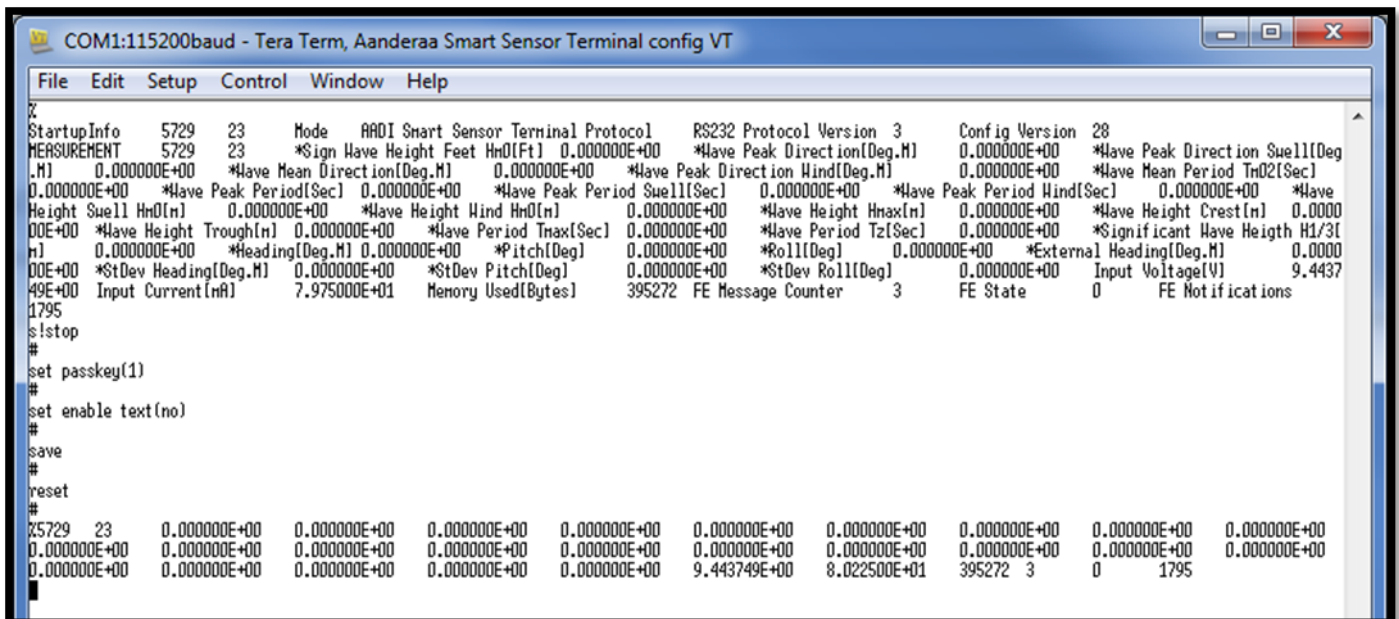 COM1:115200baud - Tera Term, Aanderaa Smart Sensor Terminal config VT
File Edit Setup Control Window Help
%
StartupInfo 5729 23 Mode AADI Smart Sensor Terminal Protocol RS232 Protocol Version 3 Config Version 28
MEASUREMENT 5729 23 *Sign Wave Height Feet Hm0[Ft] 0.000000E+00 *Wave Peak Direction[Deg.M] 0.000000E+00 *Wave Peak Direction Swell[Deg
.M] 0.000000E+00 *Wave Mean Direction[Deg.M] 0.000000E+00 *Wave Peak Direction Wind[Deg.M] 0.000000E+00 *Wave Mean Period Tm02[Sec]
0.000000E+00 *Wave Peak Period[Sec] 0.000000E+00 *Wave Peak Period Swell[Sec] 0.000000E+00 *Wave Peak Period Wind[Sec] 0.000000E+00 *Wave
Height Swell Hm0[m] 0.000000E+00 *Wave Height Wind Hm0[m] 0.000000E+00 *Wave Height Hmax[m] 0.000000E+00 *Wave Height Crest[m] 0.0000
00E+00 *Wave Height Trough[m] 0.000000E+00 *Wave Period Tmax[Sec] 0.000000E+00 *Wave Period Tz[Sec] 0.000000E+00 *Significant Wave Heigth H1/3[
m] 0.000000E+00 *Heading[Deg.M] 0.000000E+00 *Pitch[Deg] 0.000000E+00 *Roll[Deg] 0.000000E+00 *External Heading[Deg.M] 0.0000
00E+00 *StDev Heading[Deg.M] 0.000000E+00 *StDev Pitch[Deg] 0.000000E+00 *StDev Roll[Deg] 0.000000E+00 Input Voltage[V] 9.4437
49E+00 Input Current[mA] 7.975000E+01 Memory Used[Bytes] 395272 FE Message Counter 3 FE State 0 FE Notifications
1795
s!stop
#
set passkey(1)
#
set enable text(no)
#
save
#
reset
#
%5729 23 0.000000E+00 0.000000E+00 0.000000E+00 0.000000E+00 0.000000E+00 0.000000E+00 0.000000E+00 0.000000E+00 0.000000E+00
0.000000E+00 0.000000E+00 0.000000E+00 0.000000E+00 0.000000E+00 0.000000E+00 0.000000E+00 0.000000E+00 0.000000E+00 0.000000E+00
0.000000E+00 0.000000E+00 0.000000E+00 0.000000E+00 0.000000E+00 9.443749E+00 8.022500E+01 395272 3 0 1795